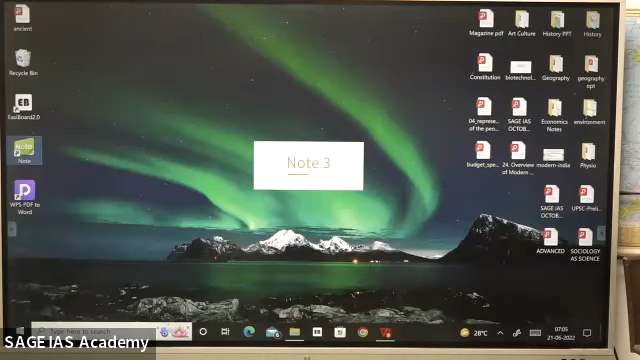 ancient
Recycle Bin
EB
EasiBoard2.0
Note
Note
WPS PDF to
Word
Magazine pdf
Art Culture
History PPT
History
Constitution
biotechnol...
Geography
geography
opt
04_represe...
of the peo...
SAGE IAS
OCTOB...
Economics
Notes
environment
budget_spe...
24. Overview
of Modern ...
modern-india
Physio
SAGE IAS
OCTOB...
UPSC-Preli...
ADVANCED
SOCIOLOGY
AS SCIENCE
Note 3
Type here to search
EB
28°C
07:05
21-06-2022
SAGE IAS Academy